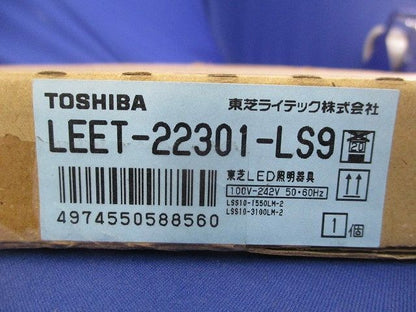 TOSHIBA 東芝ライテック株式会社
LEET-22301-LS9
20
東芝LED照明器具
100V-242V 50・60Hz
LSS10-1550LM-2
LSS10-3100LM-2
4974550588560
1個